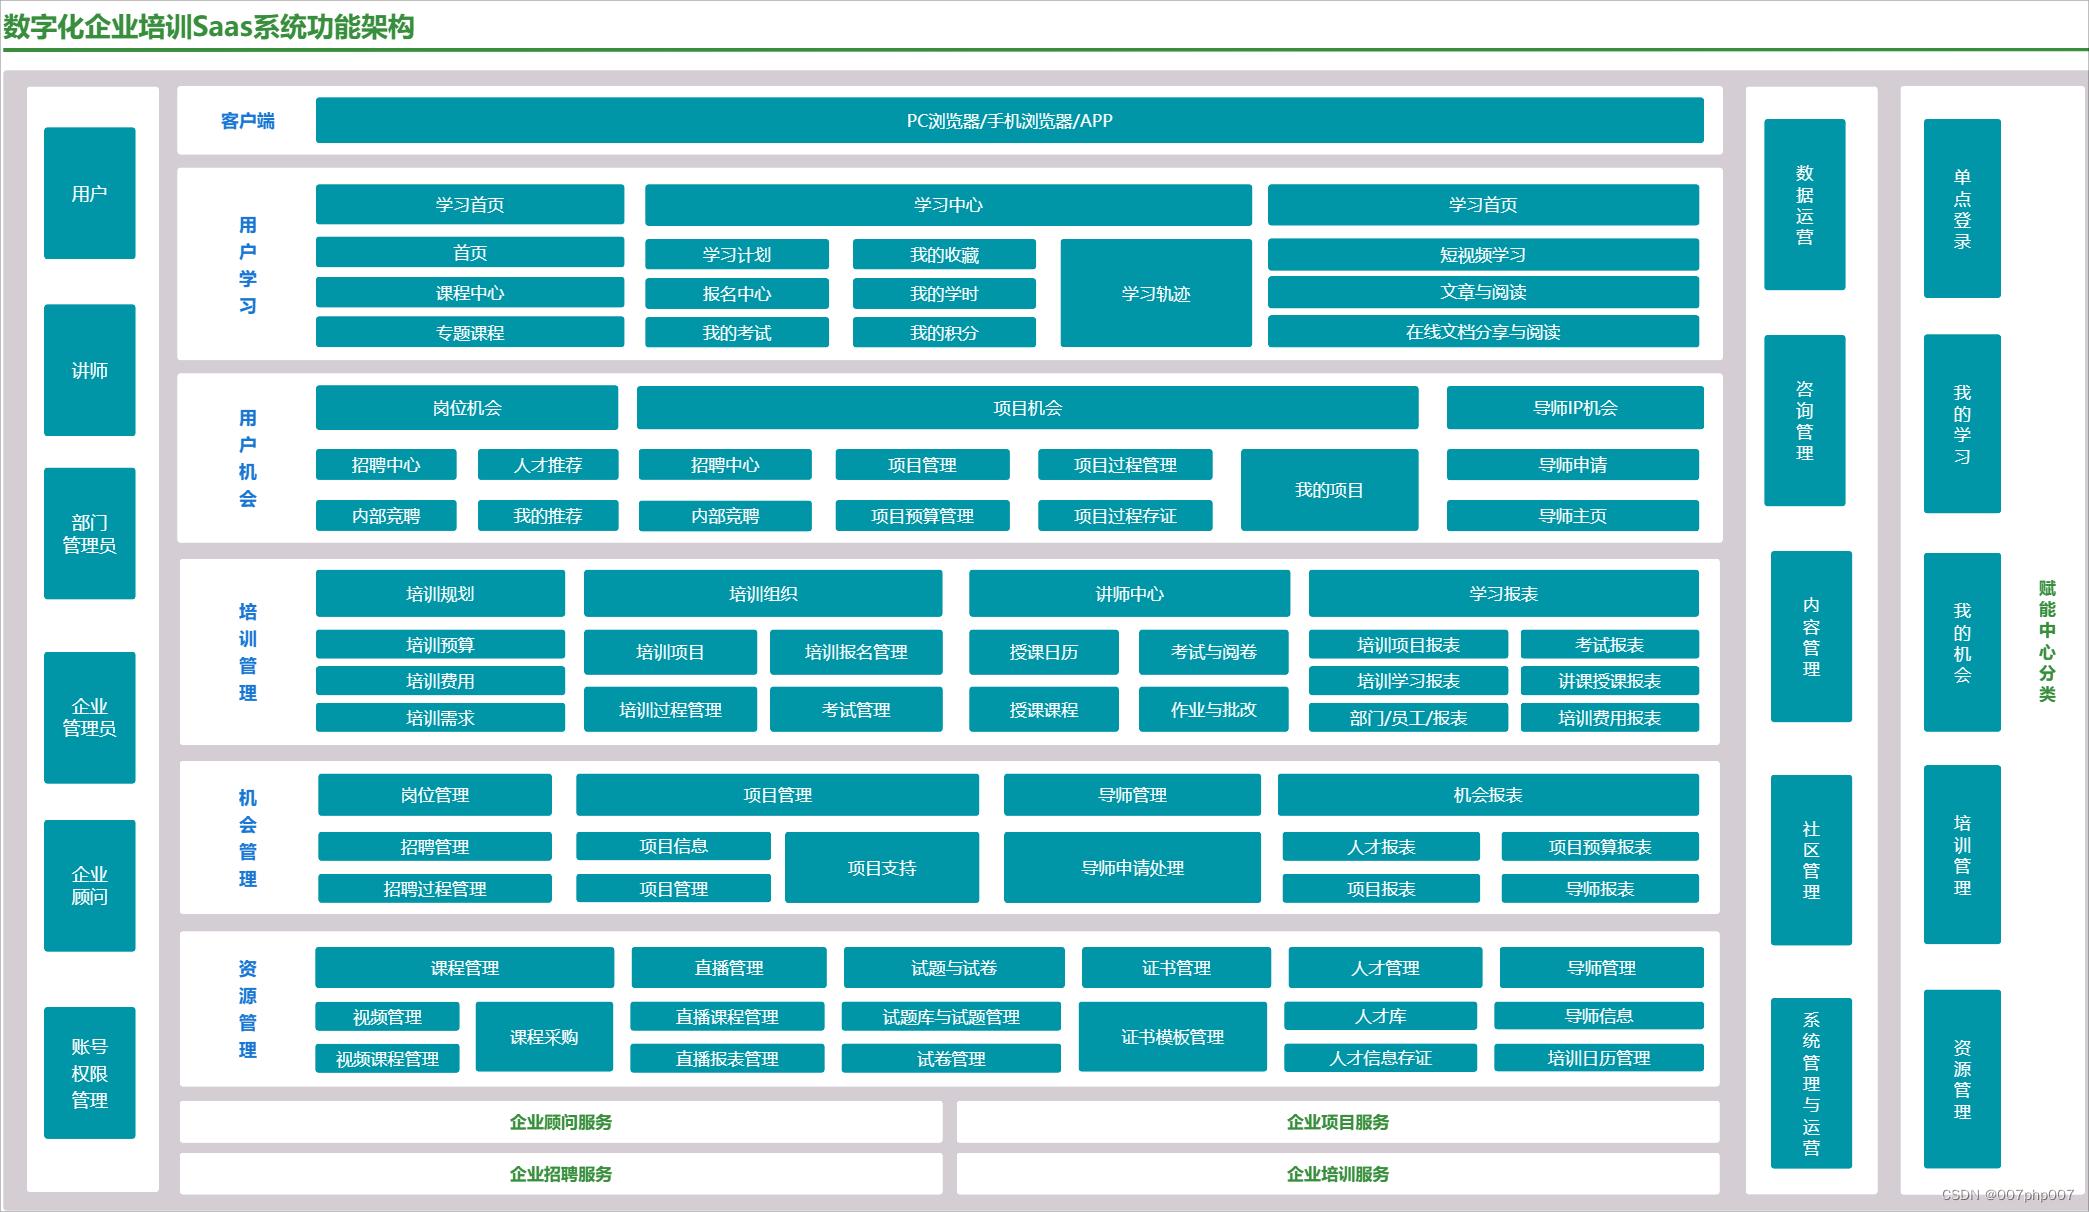 数字化企业培训Saas系统功能架构
用户
讲师
部门
管理员
企业
管理员
企业
顾问
账号
权限
管理
客户端
PC浏览器/手机浏览器/APP
用户学习
学习首页
学习中心
学习首页
首页
学习计划
我的收藏
学习轨迹
短视频学习
课程中心
报名中心
我的学时
文章与阅读
专题课程
我的考试
我的积分
在线文档分享与阅读
用户机会
岗位机会
项目机会
导师IP机会
招聘中心
人才推荐
招聘中心
项目管理
项目过程管理
我的项目
导师申请
内部竞聘
我的推荐
内部竞聘
项目预算管理
项目过程存证
导师主页
培训管理
培训规划
培训组织
讲师中心
学习报表
培训预算
培训项目
培训报名管理
授课日历
考试与阅卷
培训项目报表
考试报表
培训费用
培训学习报表
讲课授课报表
培训需求
培训过程管理
考试管理
授课课程
作业与批改
部门/员工/报表
培训费用报表
机会管理
岗位管理
项目管理
导师管理
机会报表
招聘管理
项目信息
项目支持
导师申请处理
人才报表
项目预算报表
招聘过程管理
项目管理
项目报表
导师报表
资源管理
课程管理
直播管理
试题与试卷
证书管理
人才管理
导师管理
视频管理
课程采购
直播课程管理
试题库与试题管理
证书模板管理
人才库
导师信息
视频课程管理
直播报表管理
试卷管理
人才信息存证
培训日历管理
企业顾问服务
企业项目服务
企业招聘服务
企业培训服务
数据运营
咨询管理
内容管理
社区管理
系统管理与运营
单点登录
我的学习
我的机会
培训管理
资源管理
赋能中心分类
CSDN @007php007